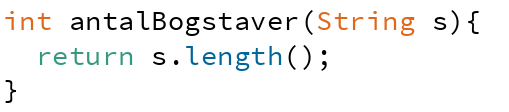 int antalBogstaver(String s){
  return s.length();
}